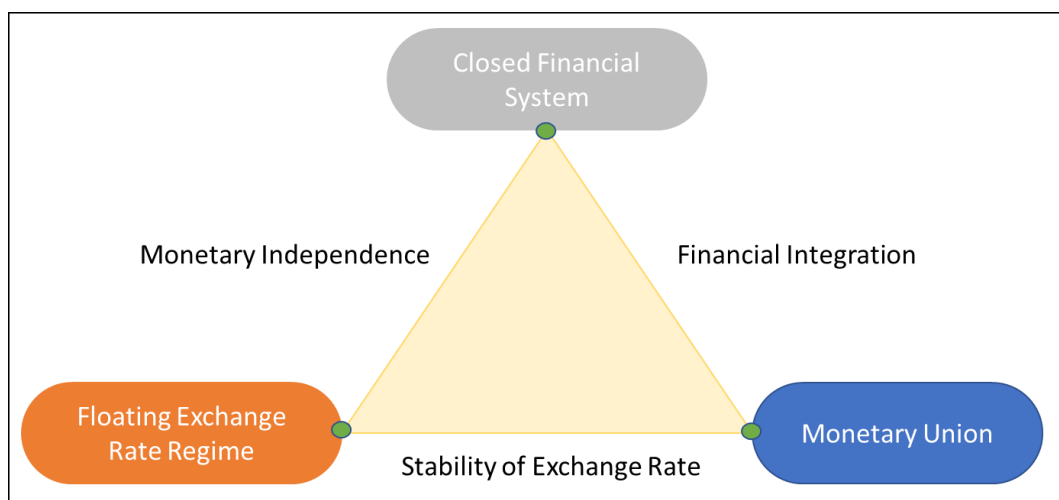 Closed Financial
System
Monetary Independence
Financial Integration
Floating Exchange
Rate Regime
Monetary Union
Stability of Exchange Rate